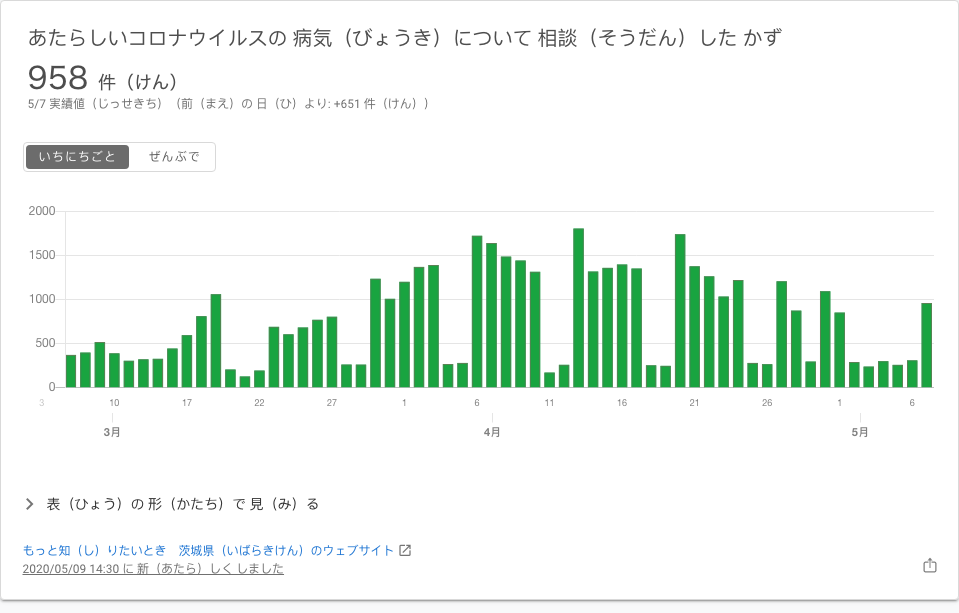 あたらしいコロナウイルスの 病気（びょうき）について 相談（そうだん）した かず
958 件（けん）
5/7 実績値（じっせきち）（前（まえ）の 日（ひ）より: +651 件（けん））
いちにちごと ぜんぶで
2000
1500
1000
500
0
3 10 17 22 27 1 6 11 16 21 26 1 6
3月 4月 5月
表（ひょう）の 形（かたち）で 見（み）る
もっと知（し）りたいとき　茨城県（いばらきけん）のウェブサイト
2020/05/09 14:30 に 新（あたら）しく しました